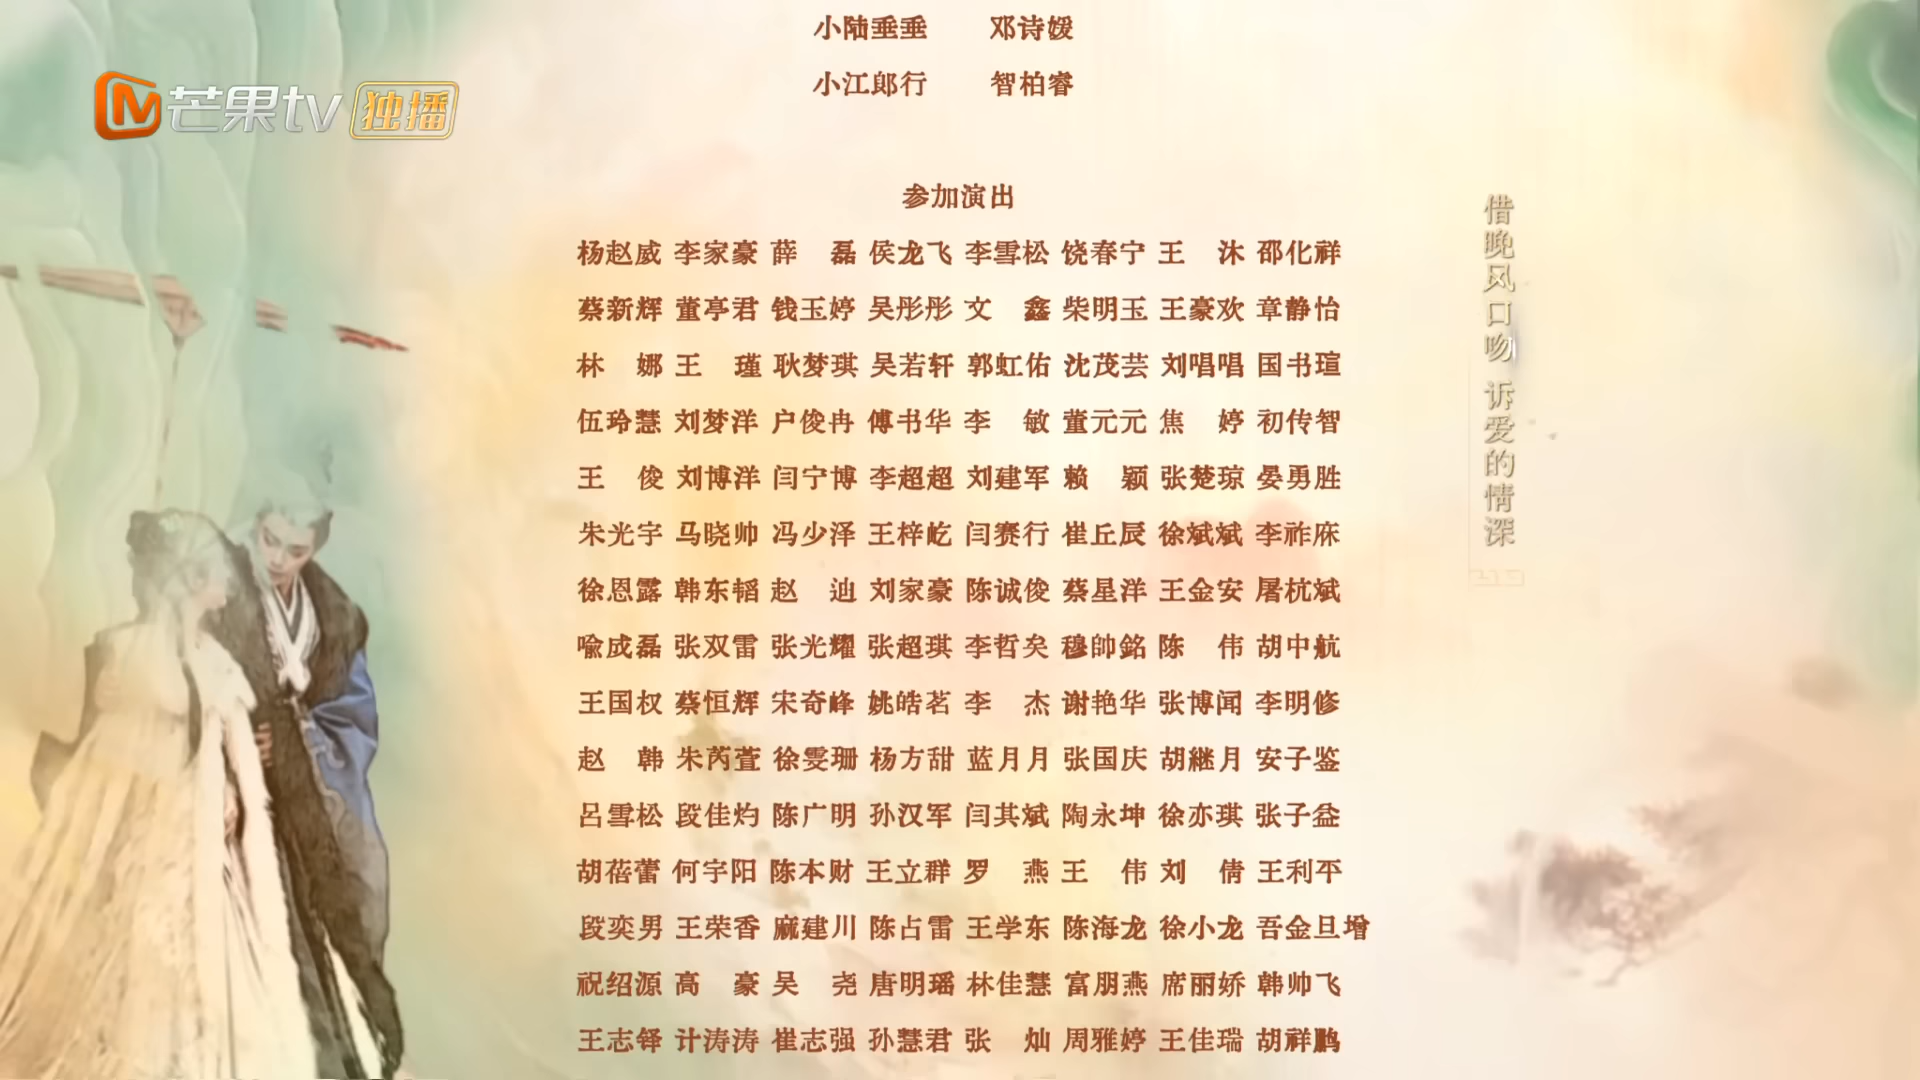 小陆垂垂 邓诗媛
小江郎行 智柏睿
芒果tv 独播
参加演出
杨赵威 李家豪 薛 磊 侯龙飞 李雪松 饶春宁 王 沐 邵化祥
蔡新辉 董亭君 钱玉婷 吴彤彤 文 鑫 柴明玉 王豪欢 章静怡
林 娜 王 瑾 耿梦琪 吴若轩 郭虹佑 沈茂芸 刘唱唱 国书瑄
伍玲慧 刘梦洋 户俊冉 傅书华 李 敏 董元元 焦 婷 初传智
王 俊 刘博洋 闫宁博 李超超 刘建军 赖 颖 张楚琼 晏勇胜
朱光宇 马晓帅 冯少泽 王梓屹 闫赛行 崔丘辰 徐斌斌 李祚庥
徐恩露 韩东韬 赵 迪 刘家豪 陈诚俊 蔡星洋 王金安 屠杭斌
喻成磊 张双雷 张光耀 张超琪 李哲矣 穆帥銘 陈 伟 胡中航
王国权 蔡恒辉 宋奇峰 姚皓茗 李 杰 谢艳华 张博闻 李明修
赵 韩 朱芮萱 徐雯珊 杨方甜 蓝月月 张国庆 胡継月 安子鉴
吕雪松 段佳灼 陈广明 孙汉军 闫其斌 陶永坤 徐亦琪 张子益
胡蓓蕾 何宇阳 陈本财 王立群 罗 燕 王 伟 刘 倩 王利平
段奕男 王荣香 麻建川 陈占雷 王学东 陈海龙 徐小龙 吾金旦增
祝绍源 高 豪 吴 尧 唐明瑶 林佳慧 富朋燕 席丽娇 韩帅飞
王志铎 计涛涛 崔志强 孙慧君 张 灿 周雅婷 王佳瑞 胡祥鹏
借晚风口吻 诉爱的情深